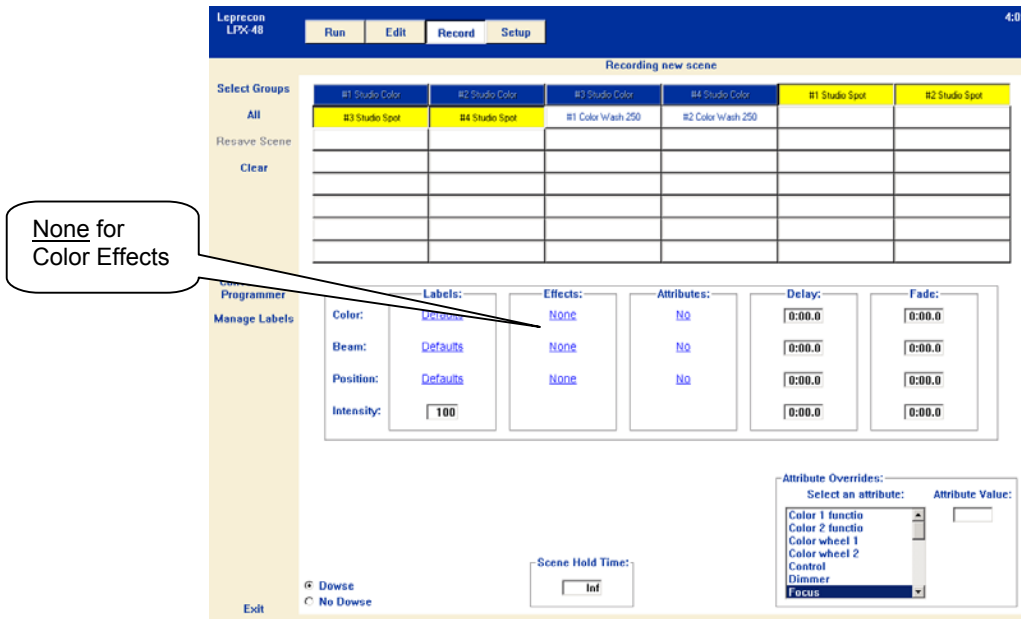 Leprecon
LPX-48
Run Edit Record Setup
4:0
Recording new scene
Select Groups
All
Resave Scene
Clear
#1 Studio Color #2 Studio Color #3 Studio Color #4 Studio Color #1 Studio Spot #2 Studio Spot
#3 Studio Spot #4 Studio Spot #1 Color Wash 250 #2 Color Wash 250
None for
Color Effects
Programmer
Manage Labels
Labels: Effects: Attributes: Delay: Fade:
Color: Defaults None No 0:00.0 0:00.0
Beam: Defaults None No 0:00.0 0:00.0
Position: Defaults None No 0:00.0 0:00.0
Intensity: 100 0:00.0 0:00.0
Attribute Overrides:
Select an attribute: Attribute Value:
Color 1 functio
Color 2 functio
Color wheel 1
Color wheel 2
Control
Dimmer
Focus
Scene Hold Time:
Inf
Dowse
No Dowse
Exit